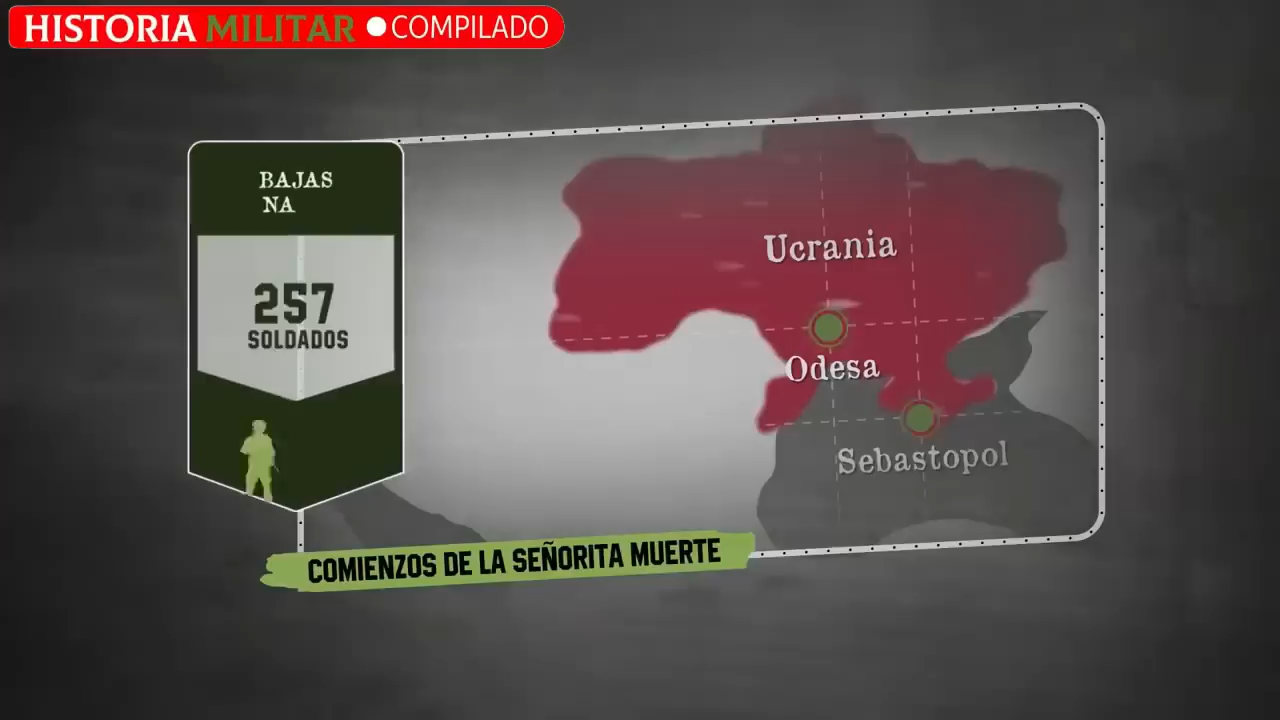 HISTORIA MILITAR COMPILADO
BAJAS
NA
257
SOLDADOS
Ucrania
Odesa
Sebastopol
COMIENZOS DE LA SEÑORITA MUERTE